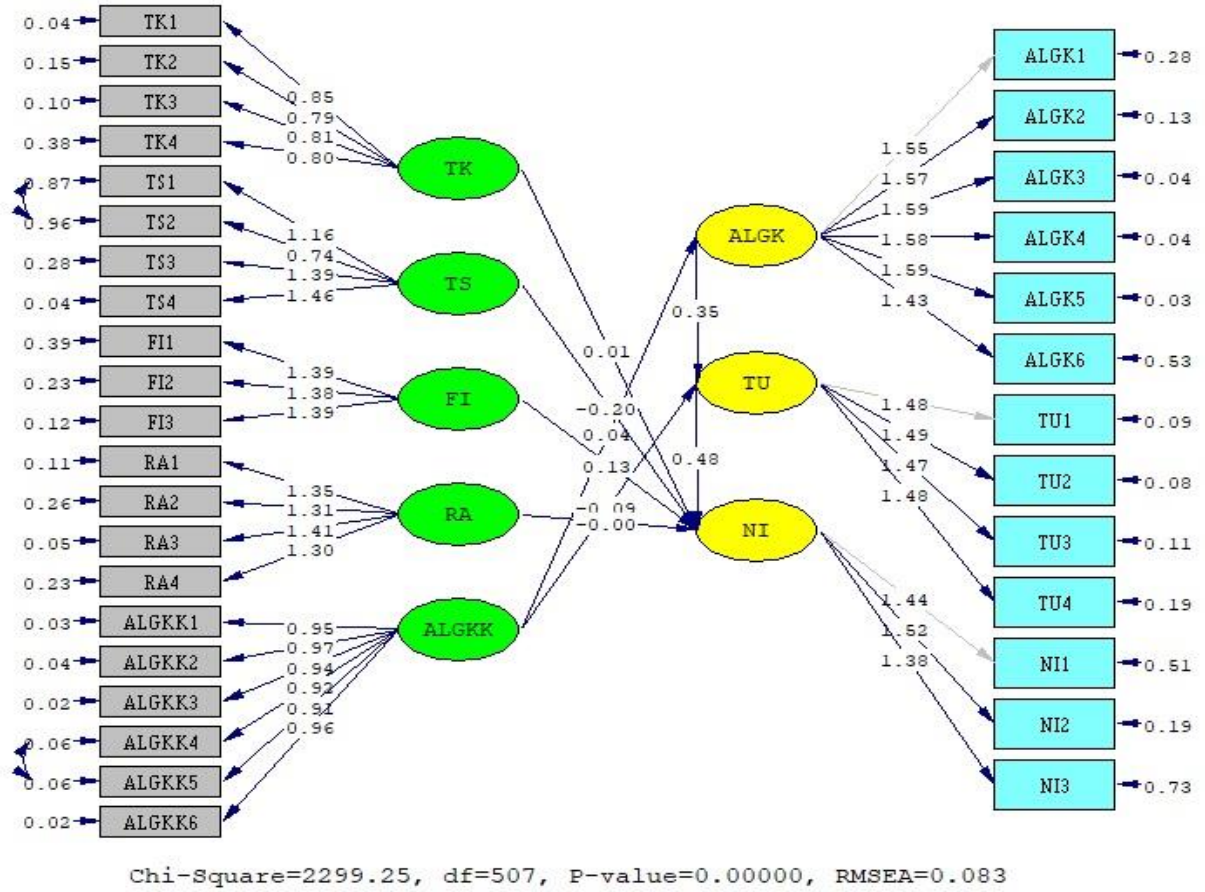 0.04 TK1
0.15 TK2
0.10 TK3
0.38 TK4
0.87 TS1
0.96 TS2
0.28 TS3
0.04 TS4
0.39 FI1
0.23 FI2
0.12 FI3
0.11 RA1
0.26 RA2
0.05 RA3
0.23 RA4
0.03 ALGKK1
0.04 ALGKK2
0.02 ALGKK3
0.06 ALGKK4
0.06 ALGKK5
0.02 ALGKK6
0.85
0.79
0.81
0.80
1.16
0.74
1.39
1.46
1.39
1.38
1.39
1.35
1.31
1.41
1.30
0.95
0.97
0.94
0.92
0.91
0.96
TK
TS
FI
RA
ALGKK
0.01
-0.20
0.04
0.13
-0.09
-0.00
0.35
0.48
ALGK
TU
NI
1.55
1.57
1.59
1.58
1.59
1.43
1.48
1.49
1.47
1.48
1.44
1.52
1.38
ALGK1 0.28
ALGK2 0.13
ALGK3 0.04
ALGK4 0.04
ALGK5 0.03
ALGK6 0.53
TU1 0.09
TU2 0.08
TU3 0.11
TU4 0.19
NI1 0.51
NI2 0.19
NI3 0.73
Chi-Square=2299.25, df=507, P-value=0.00000, RMSEA=0.083